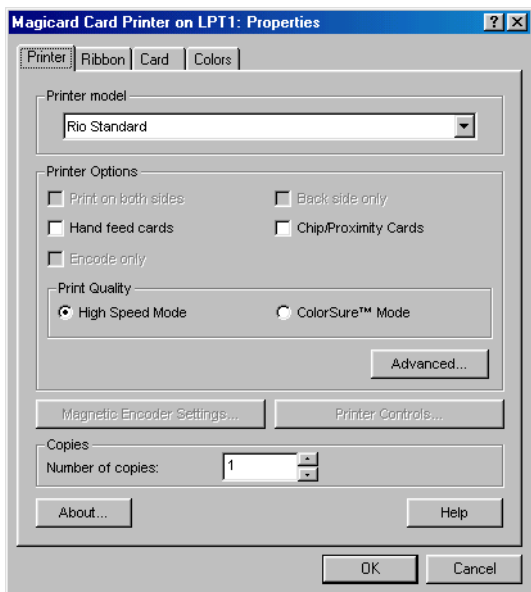 Magicard Card Printer on LPT1: Properties
Printer Ribbon Card Colors
Printer model
Rio Standard
Printer Options
Print on both sides Back side only
Hand feed cards Chip/Proximity Cards
Encode only
Print Quality
High Speed Mode ColorSure™ Mode
Advanced...
Magnetic Encoder Settings... Printer Controls...
Copies
Number of copies: 1
About... Help
OK Cancel